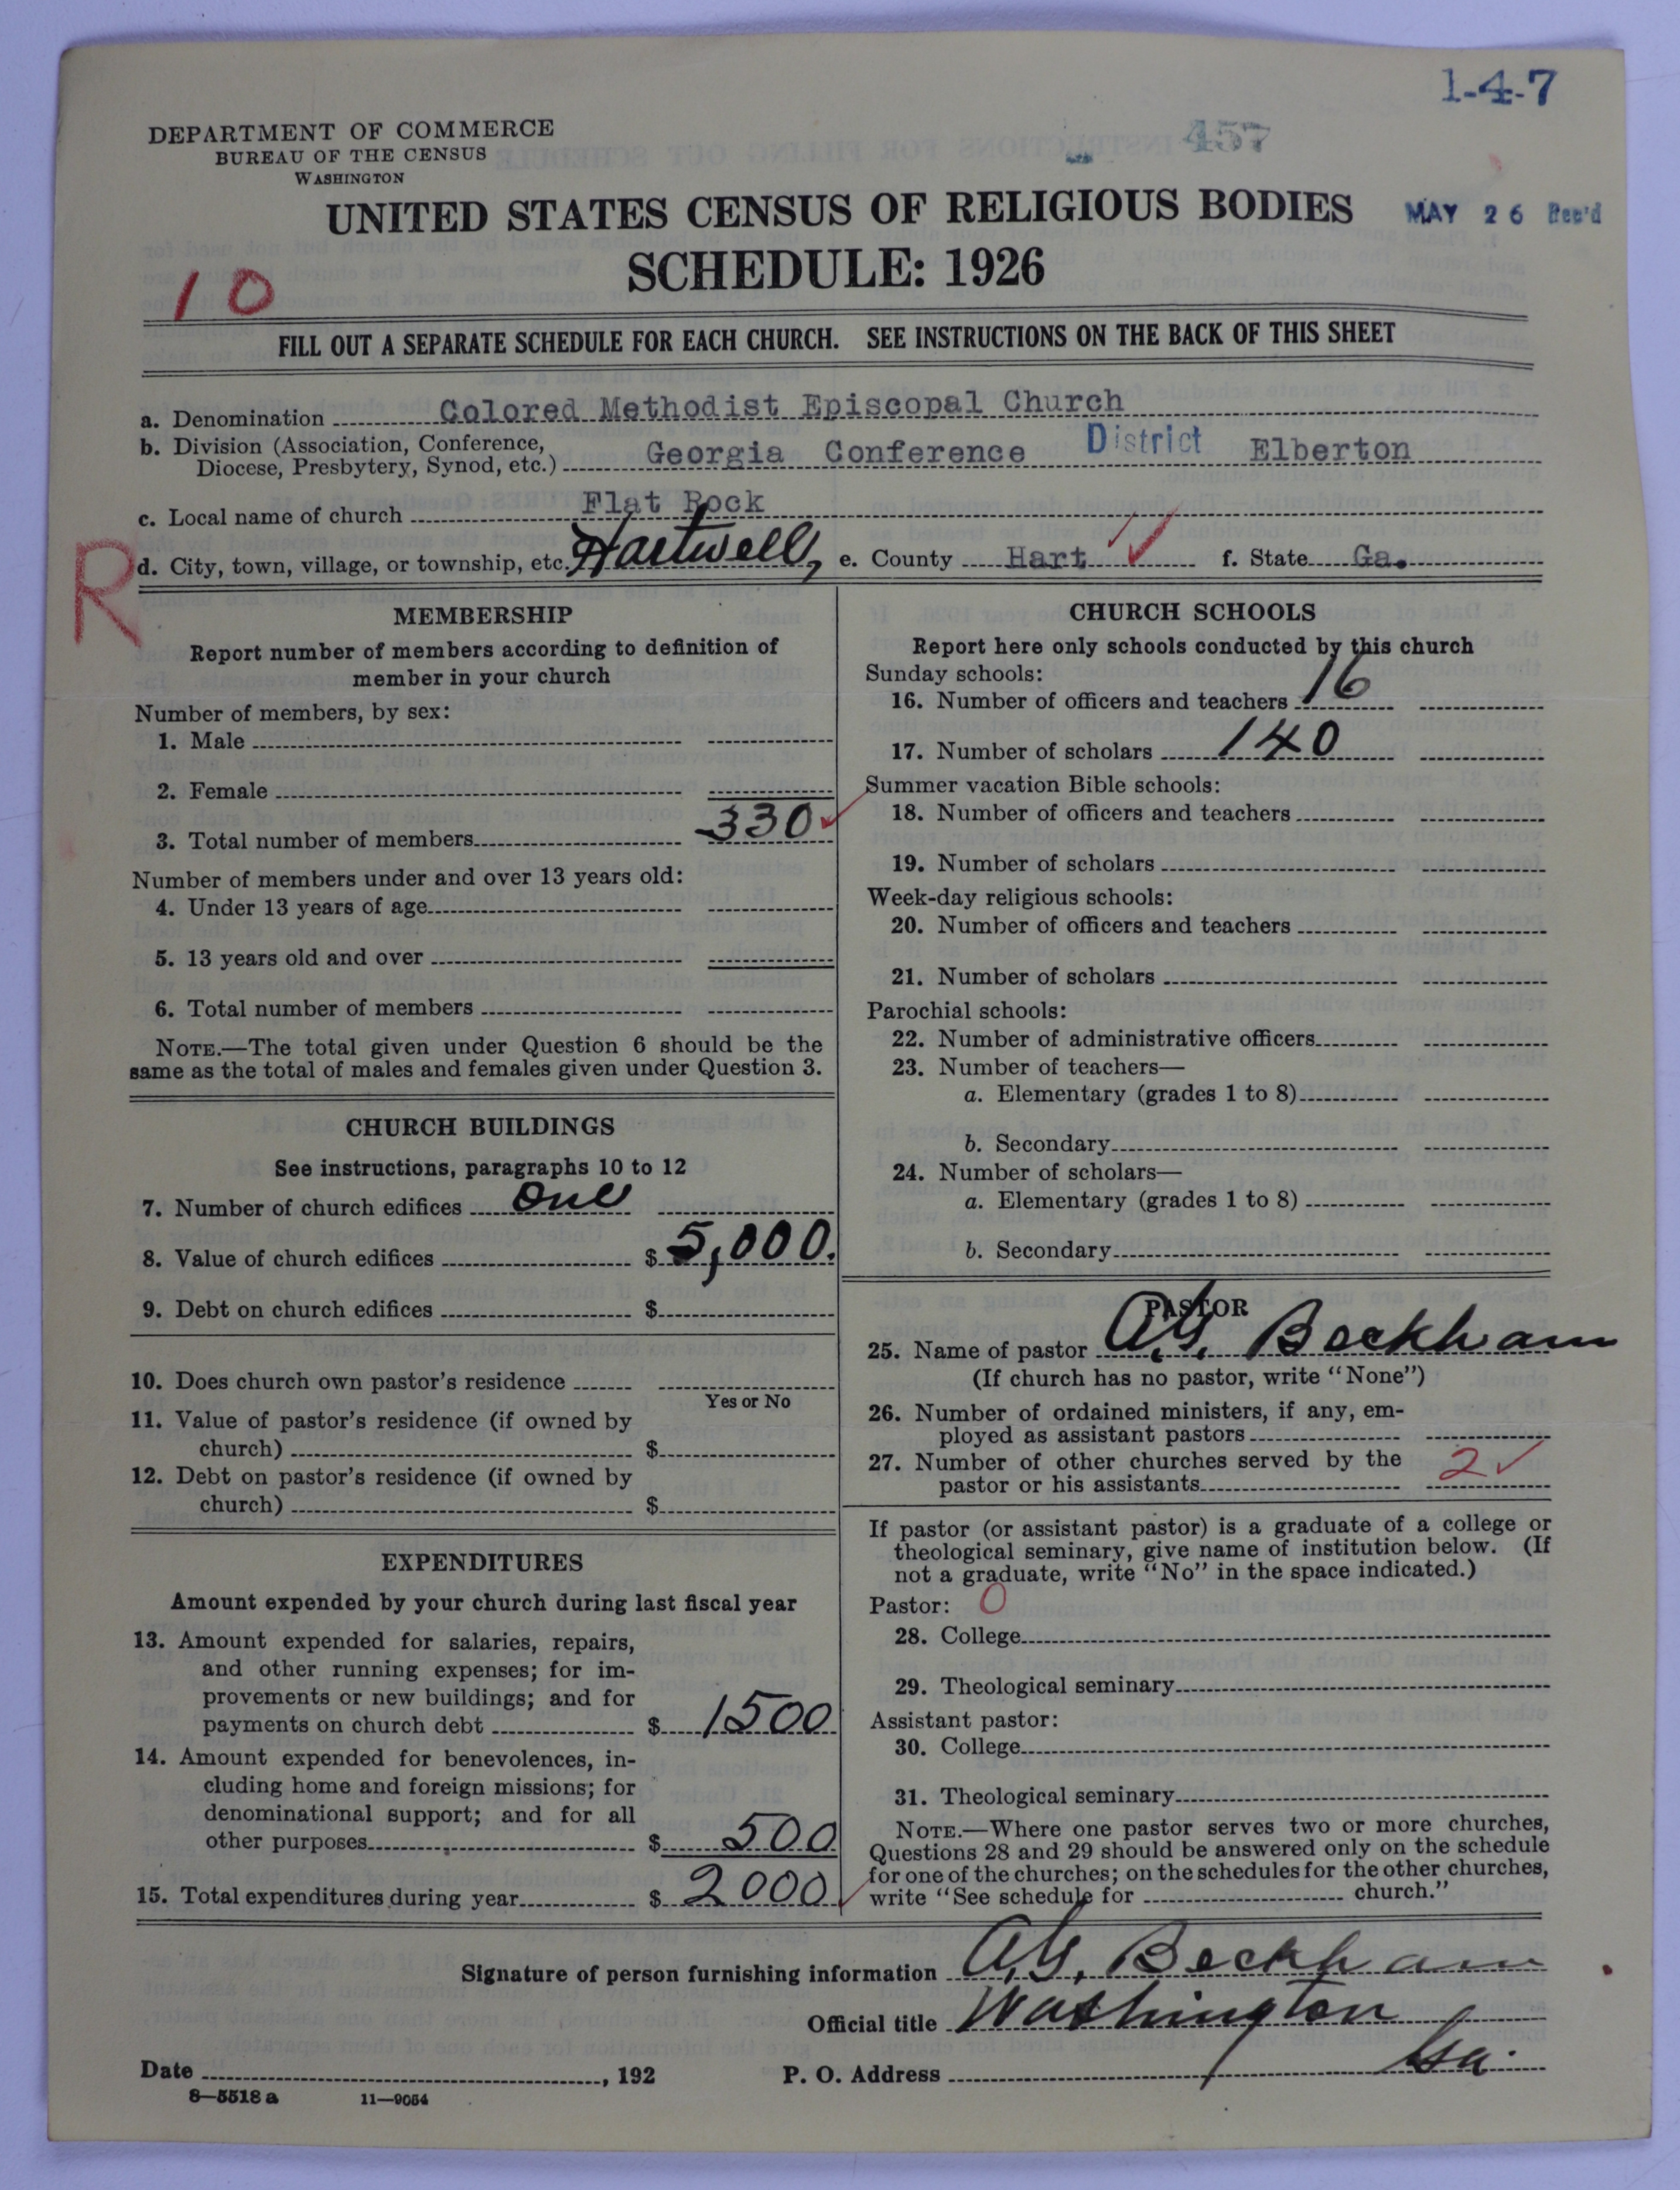 1-4-7
DEPARTMENT OF COMMERCE
BUREAU OF THE CENSUS
WASHINGTON
457
UNITED STATES CENSUS OF RELIGIOUS BODIES
MAY 26 Rec'd
SCHEDULE: 1926
10
FILL OUT A SEPARATE SCHEDULE FOR EACH CHURCH. SEE INSTRUCTIONS ON THE BACK OF THIS SHEET
a. Denomination Colored Methodist Episcopal Church
b. Division (Association, Conference,
Diocese, Presbytery, Synod, etc.) Georgia Conference District Elberton
c. Local name of church Flat Rock
R
d. City, town, village, or township, etc. Hartwell, e. County Hart f. State Ga.
MEMBERSHIP
Report number of members according to definition of
member in your church
Number of members, by sex:
1. Male
2. Female
3. Total number of members 330
Number of members under and over 13 years old:
4. Under 13 years of age
5. 13 years old and over
6. Total number of members
NOTE.—The total given under Question 6 should be the
same as the total of males and females given under Question 3.
CHURCH BUILDINGS
See instructions, paragraphs 10 to 12
7. Number of church edifices One
8. Value of church edifices $ 5,000.
9. Debt on church edifices $
10. Does church own pastor's residence
Yes or No
11. Value of pastor's residence (if owned by
church) $
12. Debt on pastor's residence (if owned by
church) $
EXPENDITURES
Amount expended by your church during last fiscal year
13. Amount expended for salaries, repairs,
and other running expenses; for im-
provements or new buildings; and for
payments on church debt $ 1500
14. Amount expended for benevolences, in-
cluding home and foreign missions; for
denominational support; and for all
other purposes $ 500
15. Total expenditures during year $ 2000
CHURCH SCHOOLS
Report here only schools conducted by this church
Sunday schools:
16. Number of officers and teachers 16
17. Number of scholars 140
Summer vacation Bible schools:
18. Number of officers and teachers
19. Number of scholars
Week-day religious schools:
20. Number of officers and teachers
21. Number of scholars
Parochial schools:
22. Number of administrative officers
23. Number of teachers—
a. Elementary (grades 1 to 8)
b. Secondary
24. Number of scholars—
a. Elementary (grades 1 to 8)
b. Secondary
PASTOR
25. Name of pastor A.G. Beckham
(If church has no pastor, write "None")
26. Number of ordained ministers, if any, em-
ployed as assistant pastors
27. Number of other churches served by the
pastor or his assistants 2
If pastor (or assistant pastor) is a graduate of a college or
theological seminary, give name of institution below. (If
not a graduate, write "No" in the space indicated.)
Pastor: 0
28. College
29. Theological seminary
Assistant pastor:
30. College
31. Theological seminary
NOTE.—Where one pastor serves two or more churches,
Questions 28 and 29 should be answered only on the schedule
for one of the churches; on the schedules for the other churches,
write "See schedule for church."
Signature of person furnishing information A.G. Beckham
Official title Washington
Date , 192 P. O. Address Ga.
8—5518 a 11—9054